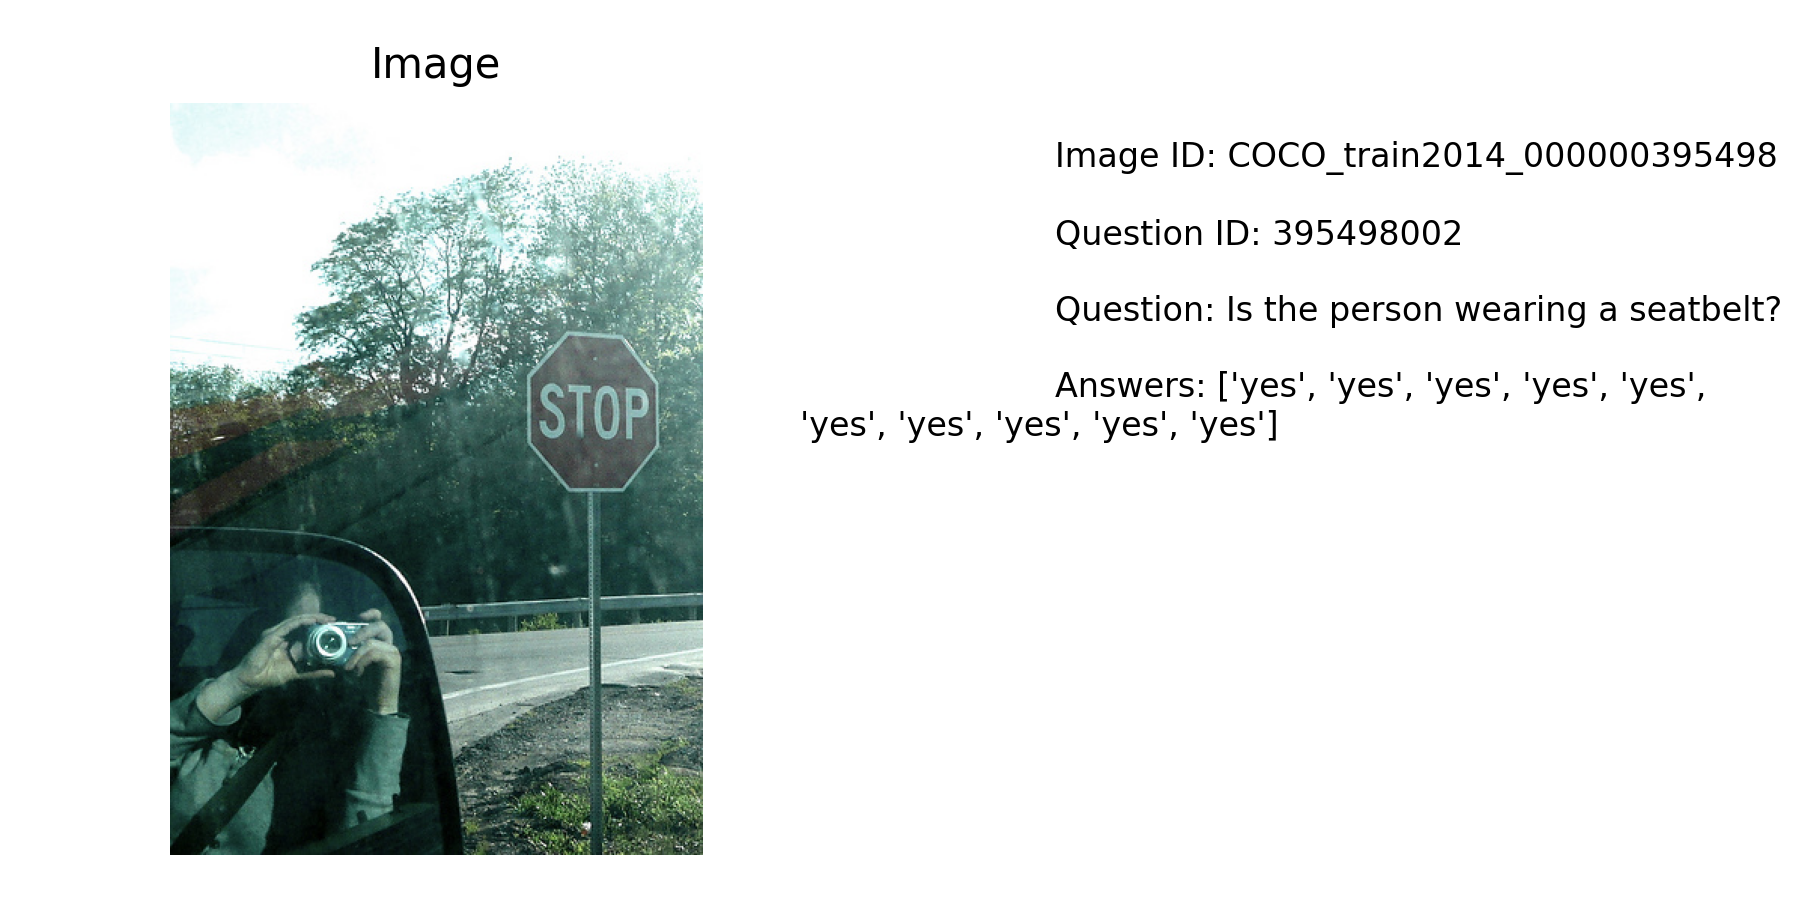 Image
Image ID: COCO_train2014_000000395498
Question ID: 395498002
Question: Is the person wearing a seatbelt?
Answers: ['yes', 'yes', 'yes', 'yes', 'yes',
'yes', 'yes', 'yes', 'yes', 'yes']
STOP